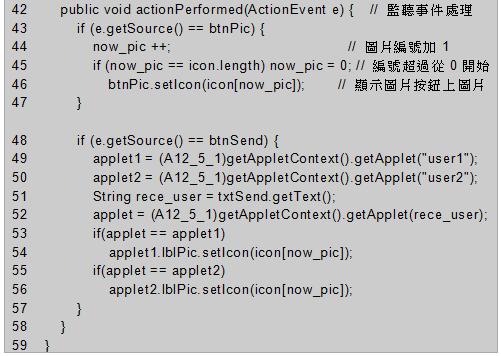 42 public void actionPerformed(ActionEvent e) { // 監聽事件處理
43 if (e.getSource() == btnPic) {
44 now_pic ++; // 圖片編號加 1
45 if (now_pic == icon.length) now_pic = 0; // 編號超過從 0 開始
46 btnPic.setIcon(icon[now_pic]); // 顯示圖片按鈕上圖片
47 }
48 if (e.getSource() == btnSend) {
49 applet1 = (A12_5_1)getAppletContext().getApplet("user1");
50 applet2 = (A12_5_1)getAppletContext().getApplet("user2");
51 String rece_user = txtSend.getText();
52 applet = (A12_5_1)getAppletContext().getApplet(rece_user);
53 if(applet == applet1)
54 applet1.lblPic.setIcon(icon[now_pic]);
55 if(applet == applet2)
56 applet2.lblPic.setIcon(icon[now_pic]);
57 }
58 }
59 }